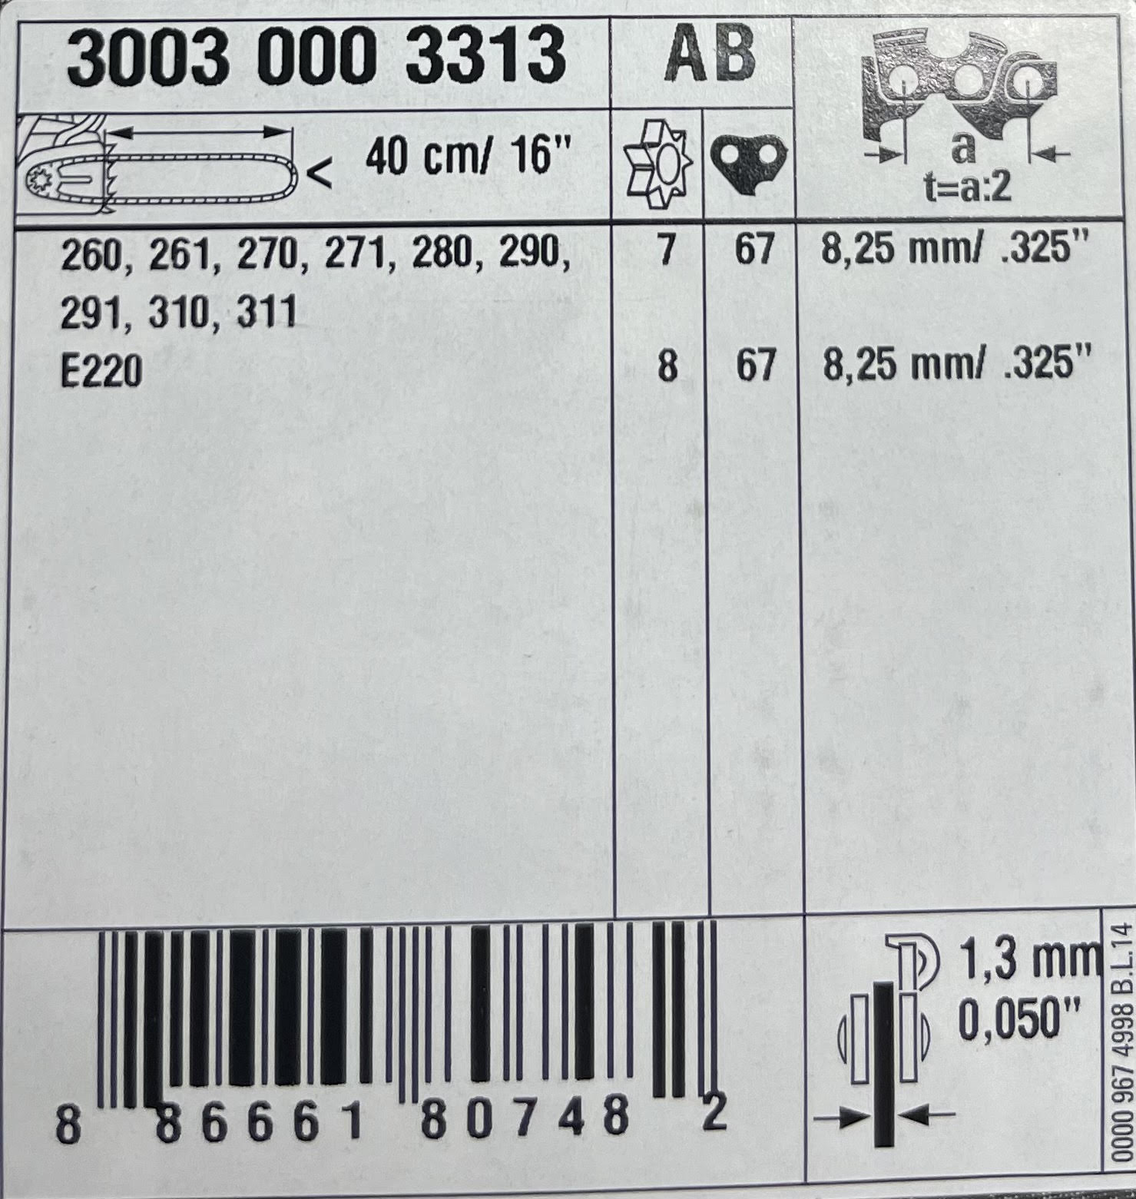 3003 000 3313 AB
< 40 cm/ 16"
a
t=a:2
260, 261, 270, 271, 280, 290, 7 67 8,25 mm/ .325"
291, 310, 311
E220 8 67 8,25 mm/ .325"
1,3 mm
0,050"
8 86661 80748 2
0000 967 4998 B.L.14